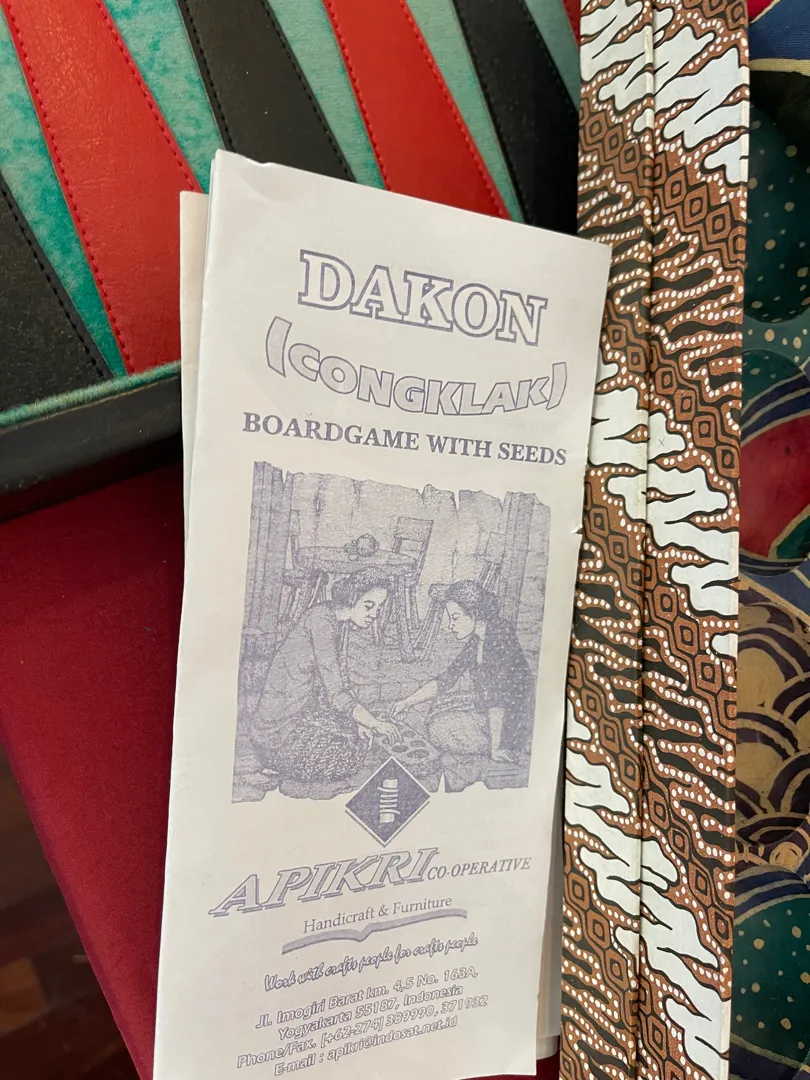 DAKON
(CONGKLAK)
BOARDGAME WITH SEEDS
APIKRI CO-OPERATIVE
Handicraft & Furniture
Work with crafts people for crafts people
Jl. Imogiri Barat km. 4,5 No. 163A,
Yogyakarta 55187, Indonesia
Phone/Fax. [+62-274] 389990, 371932
E-mail : apikri@indosat.net.id